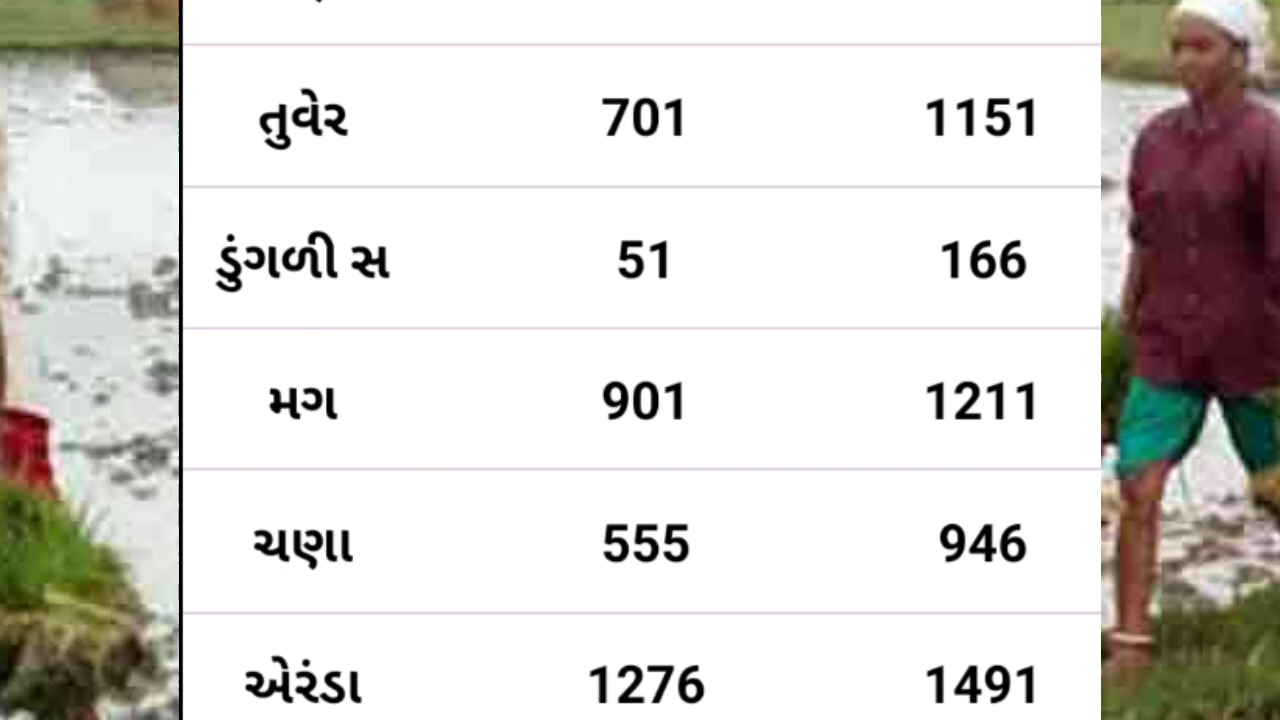 તુવેર 701 1151
ડુંગળી સ 51 166
મગ 901 1211
ચણા 555 946
એરંડા 1276 1491